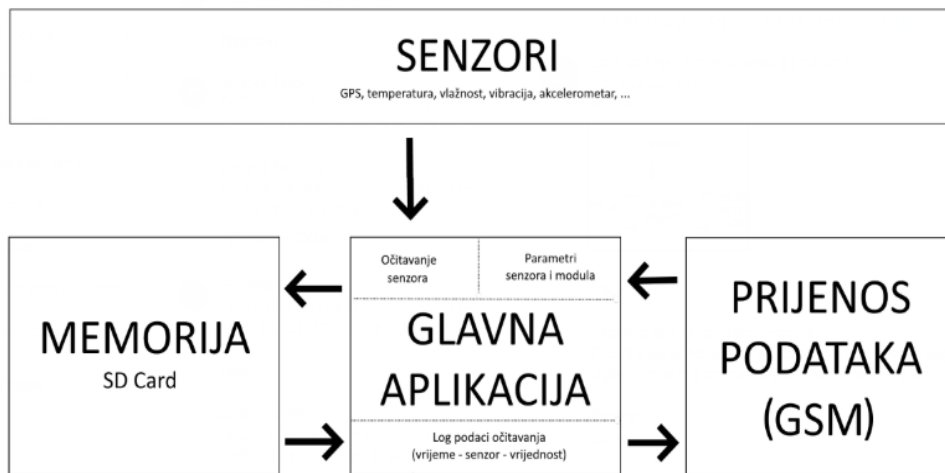 SENZORI
GPS, temperatura, vlažnost, vibracija, akcelerometar, ...
Očitavanje
senzora
Parametri
senzora i modula
MEMORIJA
SD Card
GLAVNA
APLIKACIJA
Log podaci očitavanja
(vrijeme - senzor - vrijednost)
PRIJENOS
PODATAKA
(GSM)